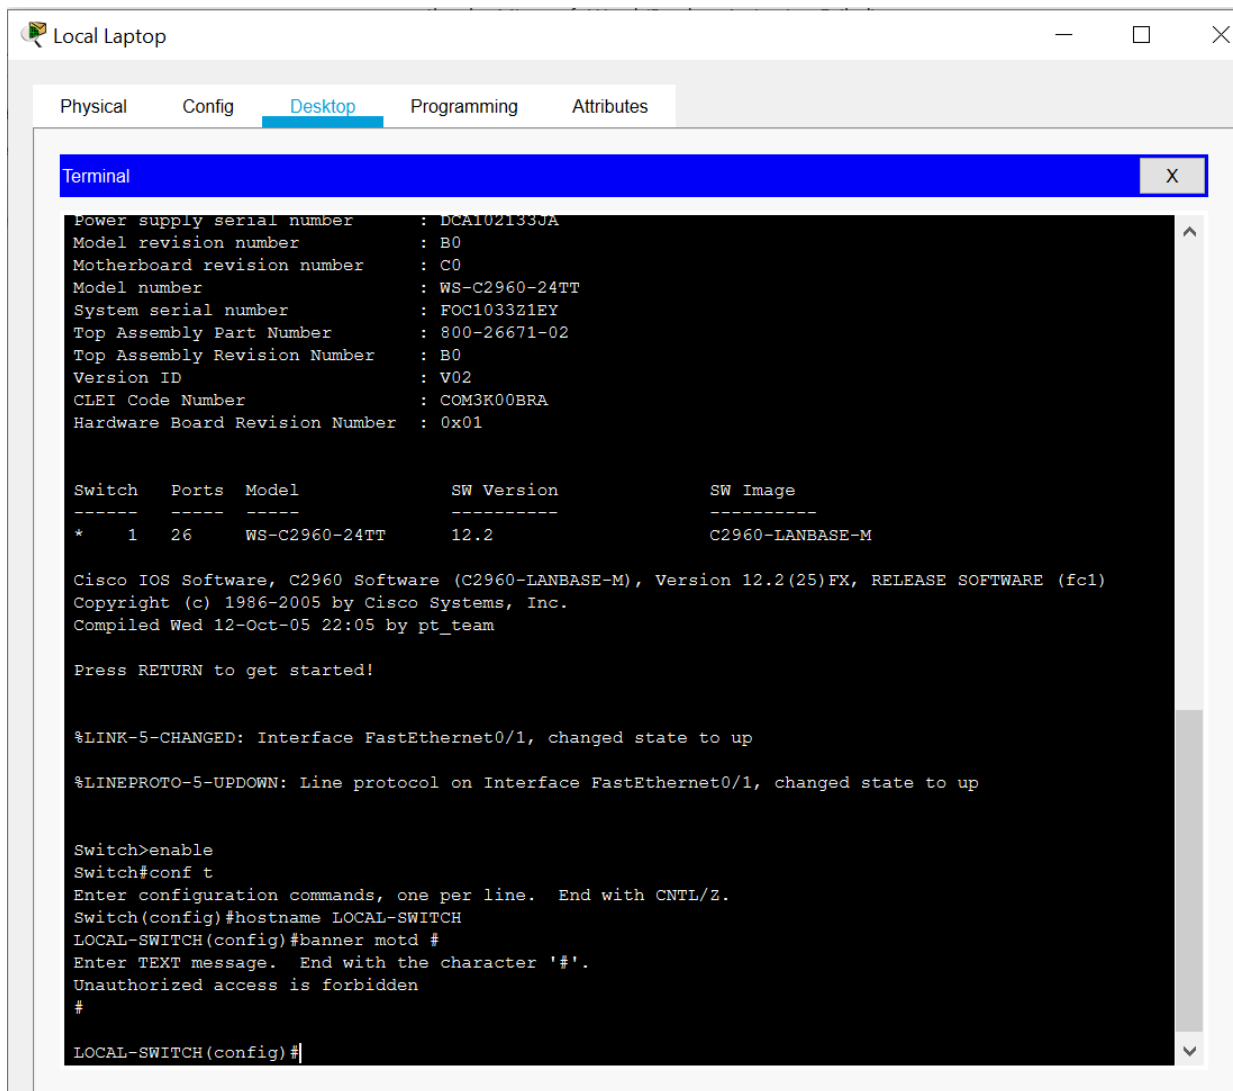 Local Laptop
Physical Config Desktop Programming Attributes
Terminal X
Power supply serial number : DCA102133JA
Model revision number : B0
Motherboard revision number : C0
Model number : WS-C2960-24TT
System serial number : FOC1033Z1EY
Top Assembly Part Number : 800-26671-02
Top Assembly Revision Number : B0
Version ID : V02
CLEI Code Number : COM3K00BRA
Hardware Board Revision Number : 0x01
Switch Ports Model SW Version SW Image
------ ----- ----- ---------- ----------
* 1 26 WS-C2960-24TT 12.2 C2960-LANBASE-M
Cisco IOS Software, C2960 Software (C2960-LANBASE-M), Version 12.2(25)FX, RELEASE SOFTWARE (fc1)
Copyright (c) 1986-2005 by Cisco Systems, Inc.
Compiled Wed 12-Oct-05 22:05 by pt_team
Press RETURN to get started!
%LINK-5-CHANGED: Interface FastEthernet0/1, changed state to up
%LINEPROTO-5-UPDOWN: Line protocol on Interface FastEthernet0/1, changed state to up
Switch>enable
Switch#conf t
Enter configuration commands, one per line. End with CNTL/Z.
Switch(config)#hostname LOCAL-SWITCH
LOCAL-SWITCH(config)#banner motd #
Enter TEXT message. End with the character '#'.
Unauthorized access is forbidden
#
LOCAL-SWITCH(config)#